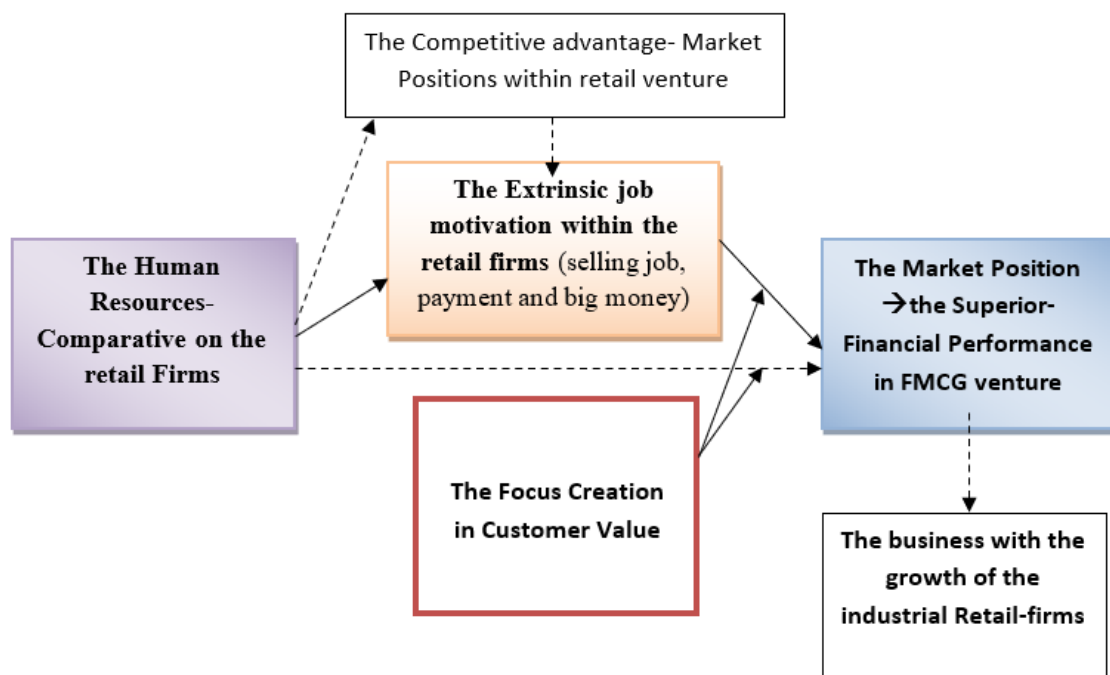 The Competitive advantage- Market
Positions within retail venture
The Extrinsic job
motivation within the
retail firms (selling job,
payment and big money)
The Human
Resources-
Comparative on the
retail Firms
The Market Position
→the Superior-
Financial Performance
in FMCG venture
The Focus Creation
in Customer Value
The business with the
growth of the
industrial Retail-firms